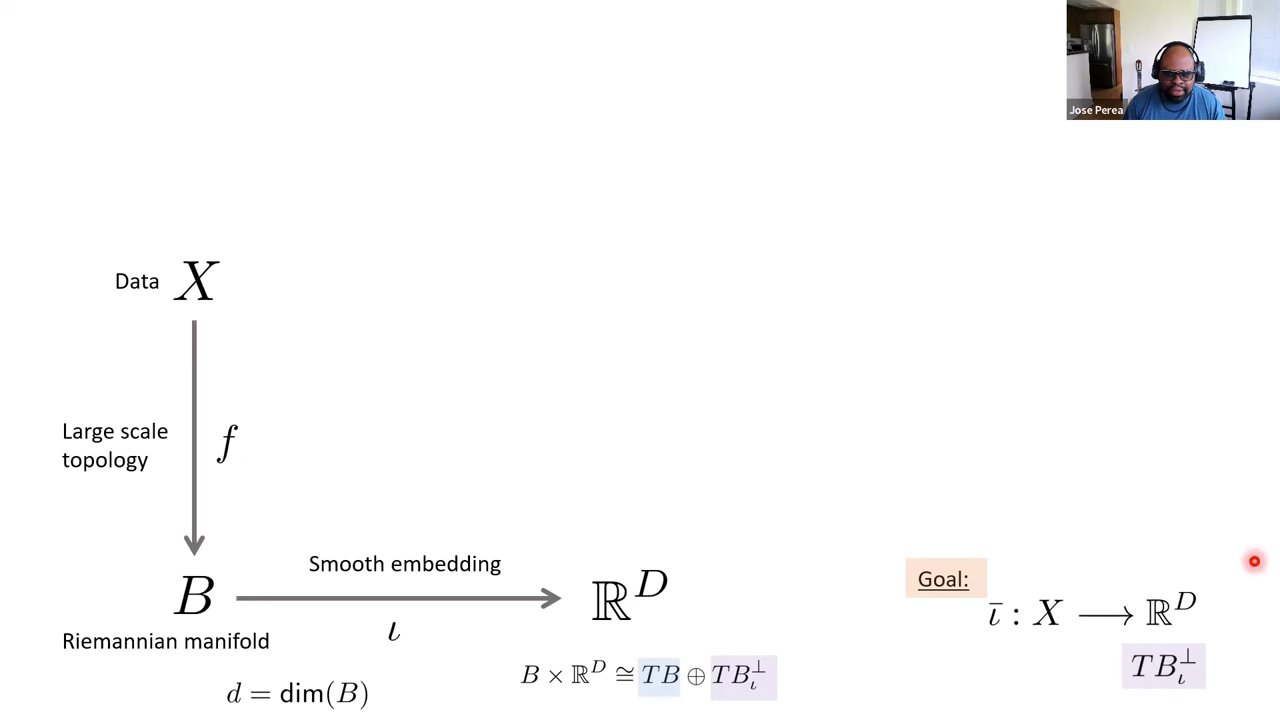 Jose Perea
Data X
Large scale
topology
f
Smooth embedding
B
ℝ^D
ι
Riemannian manifold
d = dim(B)
B × ℝ^D ≅ TB ⊕ TB_ι^⊥
Goal:
ῑ : X ⟶ ℝ^D
TB_ι^⊥